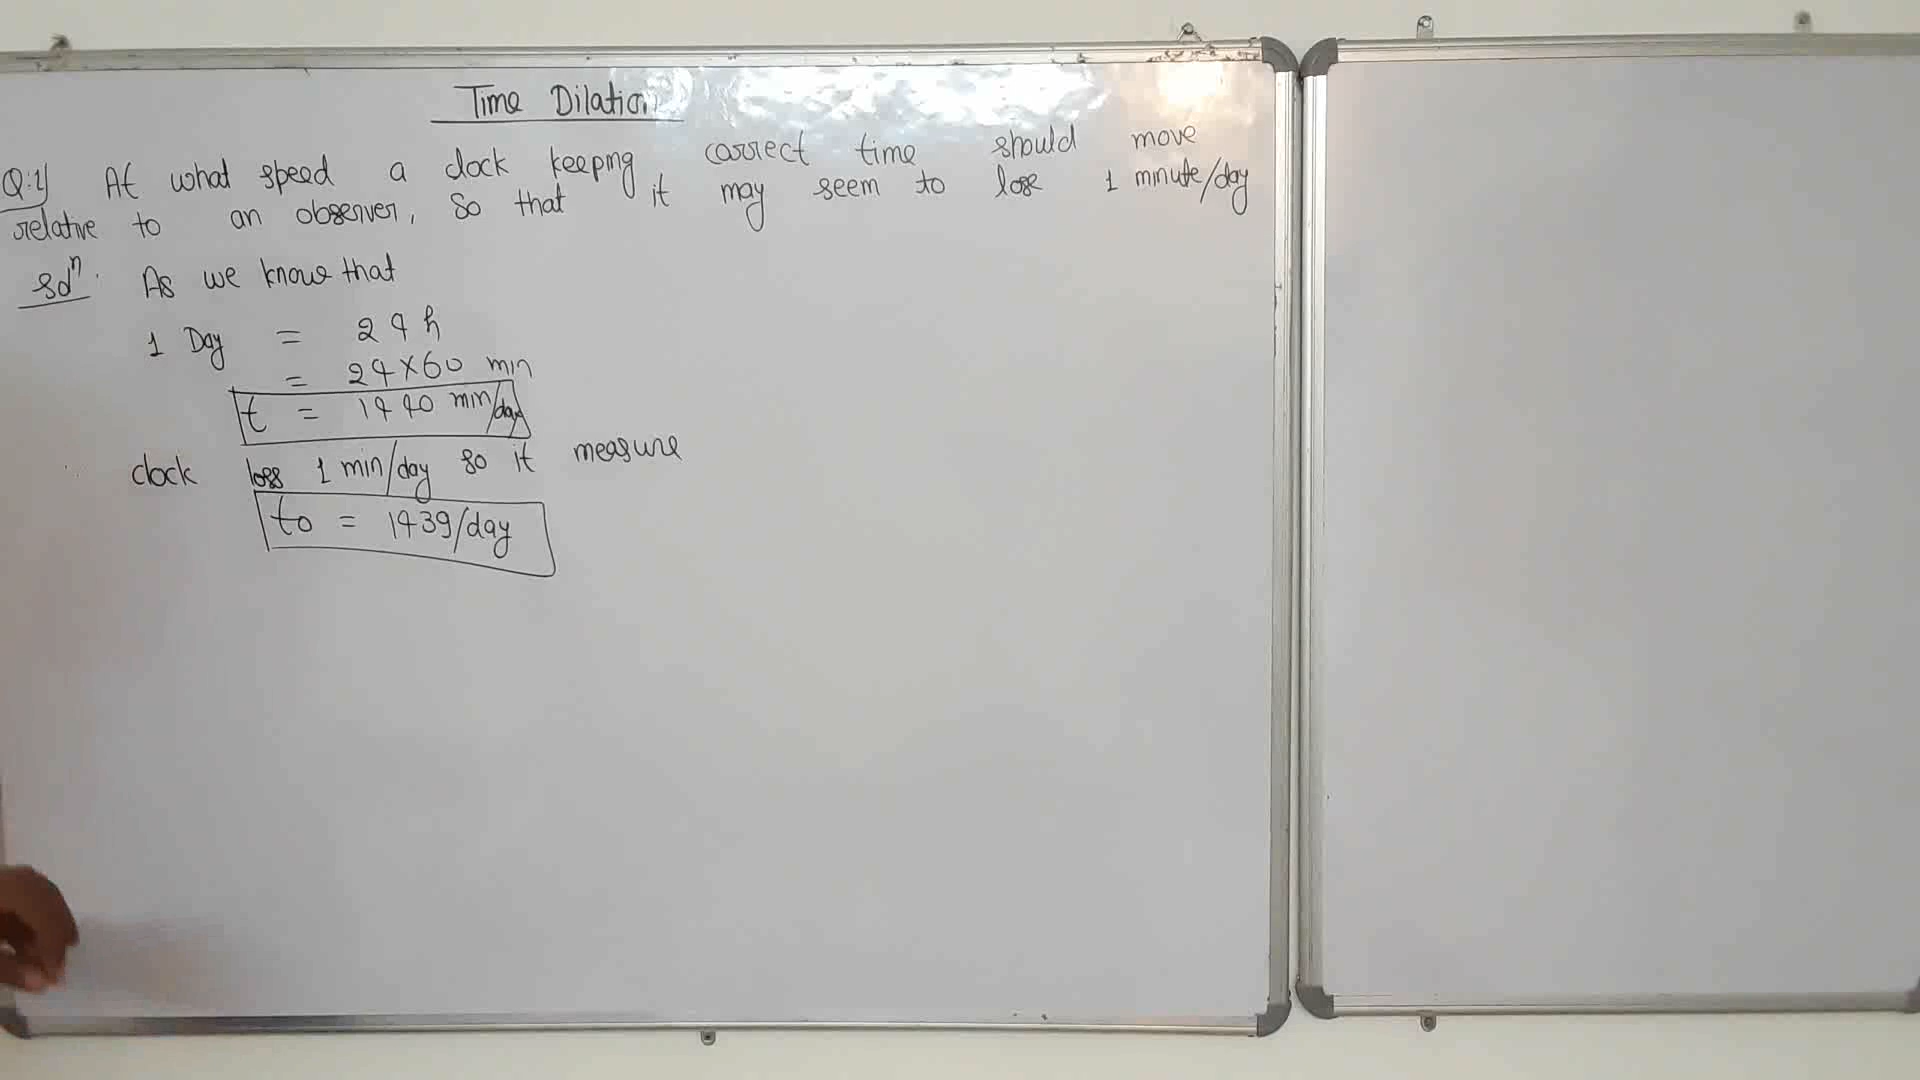 Time Dilation
Q:1) At what speed a clock keeping correct time should move
relative to an observer, so that it may seem to lose 1 minute/day
Solⁿ. As we know that
1 Day = 24 h
= 24×60 min
t = 1440 min/day
clock loss 1 min/day so it measure
to = 1439/day